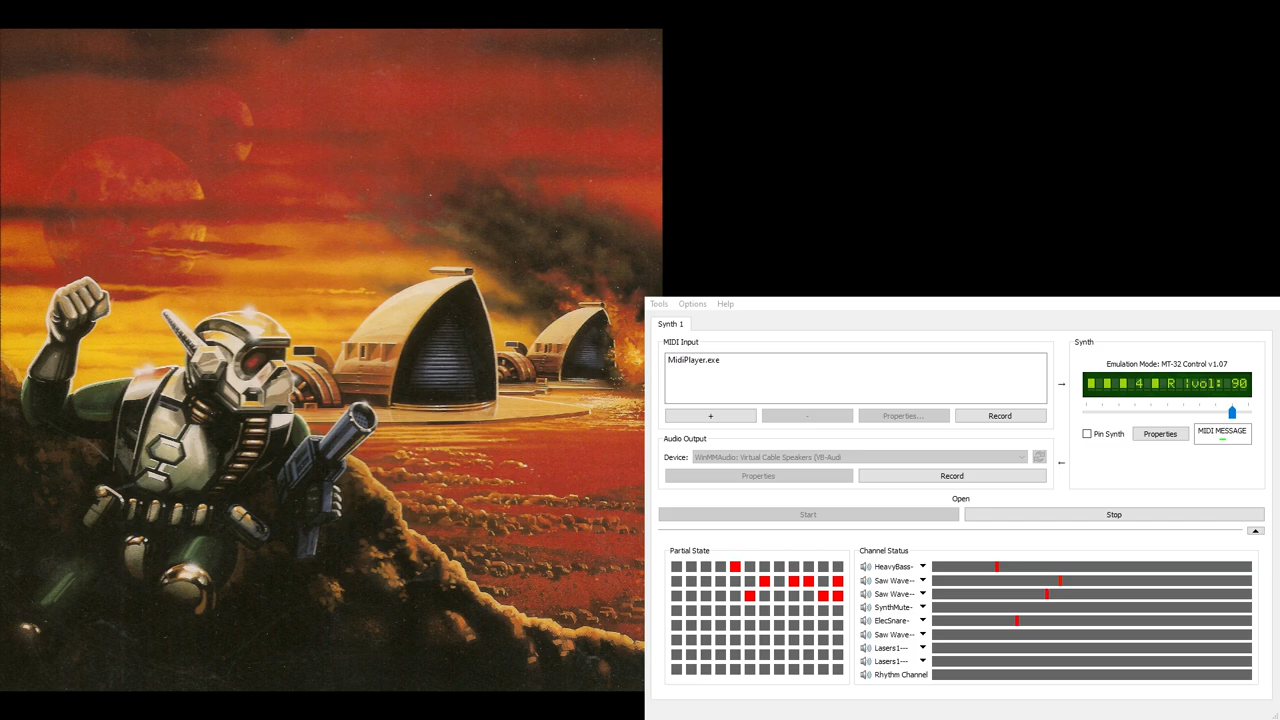 Tools Options Help
Synth 1
MIDI Input
MidiPlayer.exe
+ - Properties... Record
Audio Output
Device: WinMMAudio: Virtual Cable Speakers (VB-Audi
Properties Record
Synth
Emulation Mode: MT-32 Control v1.07
4 R |vol: 90
Pin Synth Properties MIDI MESSAGE
Open
Start Stop
Partial State
Channel Status
HeavyBass-
Saw Wave--
Saw Wave--
SynthMute-
ElecSnare-
Saw Wave--
Lasers1---
Lasers1---
Rhythm Channel